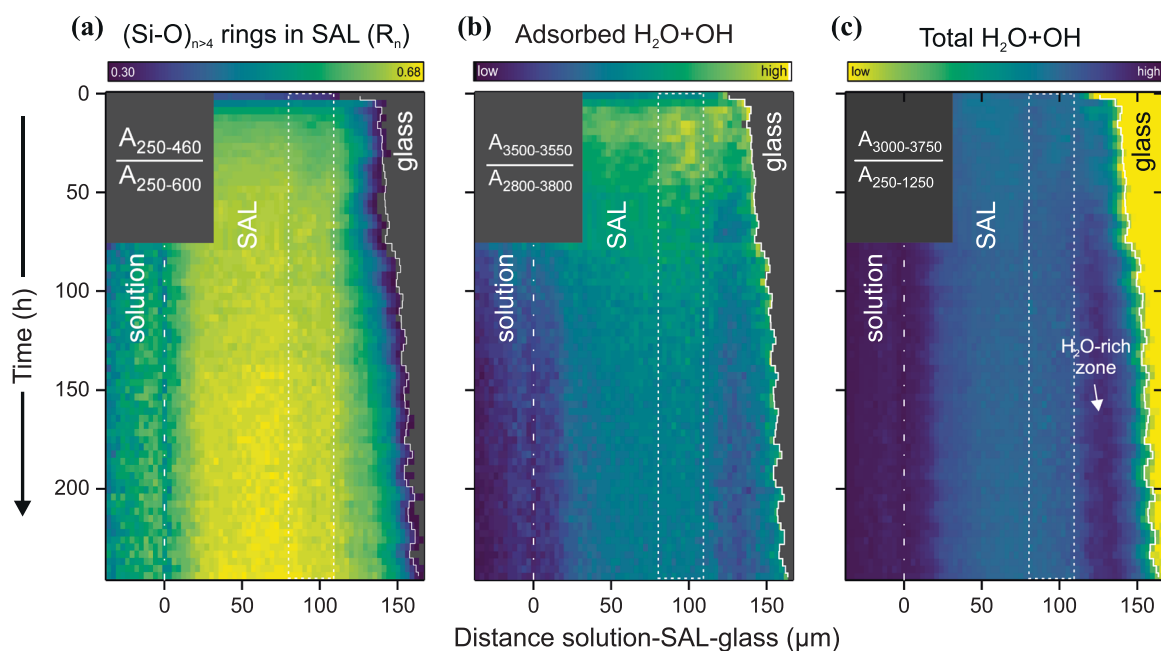 (a) (Si-O)n>4 rings in SAL (Rn)
0.30 0.68
A250-460
A250-600
SAL
solution
glass
(b) Adsorbed H2O+OH
low high
A3500-3550
A2800-3800
SAL
solution
glass
(c) Total H2O+OH
low high
A3000-3750
A250-1250
SAL
solution
glass
H2O-rich
zone
Time (h)
0
50
100
150
200
0 50 100 150
0 50 100 150
0 50 100 150
Distance solution-SAL-glass (μm)